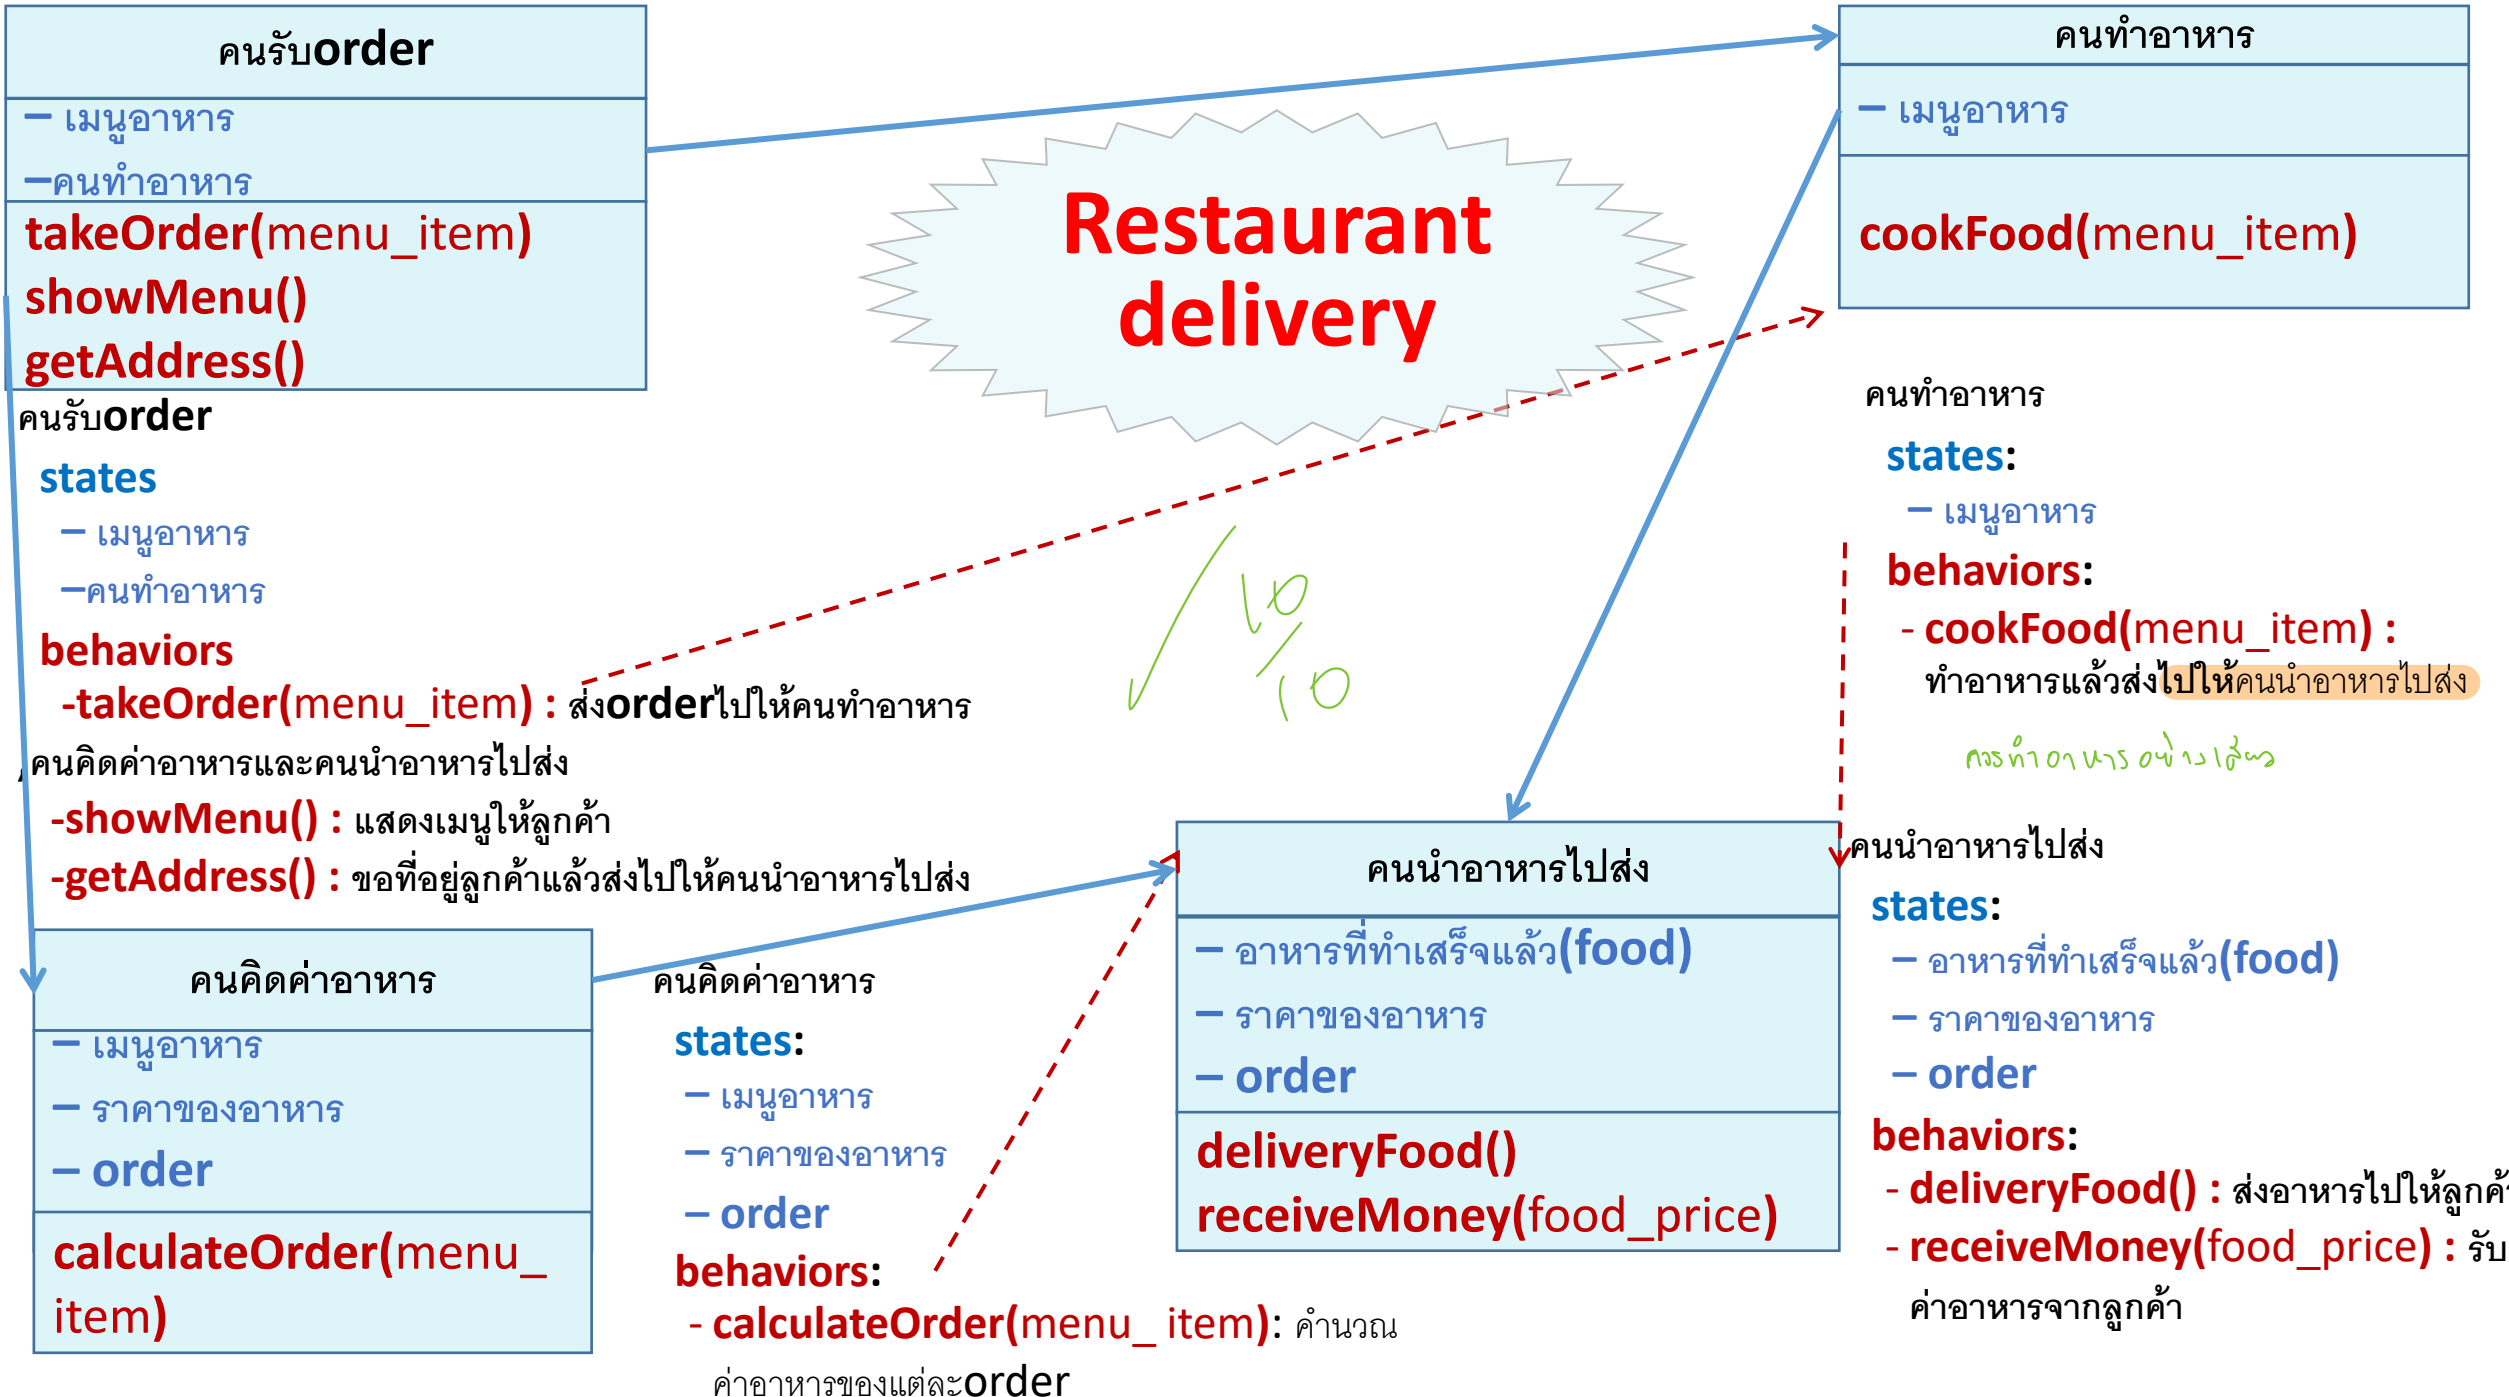 คนรับorder
– เมนูอาหาร
–คนทำอาหาร
takeOrder(menu_item)
showMenu()
getAddress()
คนรับorder
states
– เมนูอาหาร
–คนทำอาหาร
behaviors
-takeOrder(menu_item) : ส่งorderไปให้คนทำอาหาร
,คนคิดค่าอาหารและคนนำอาหารไปส่ง
-showMenu() : แสดงเมนูให้ลูกค้า
-getAddress() : ขอที่อยู่ลูกค้าแล้วส่งไปให้คนนำอาหารไปส่ง
Restaurant
delivery
10
10
คนทำอาหาร
– เมนูอาหาร
cookFood(menu_item)
คนทำอาหาร
states:
– เมนูอาหาร
behaviors:
- cookFood(menu_item) :
ทำอาหารแล้วส่งไปให้คนนำอาหารไปส่ง
ควรทำอาหารอย่างเดียว
คนคิดค่าอาหาร
– เมนูอาหาร
– ราคาของอาหาร
– order
calculateOrder(menu_
item)
คนคิดค่าอาหาร
states:
– เมนูอาหาร
– ราคาของอาหาร
– order
behaviors:
- calculateOrder(menu_ item): คำนวณ
ค่าอาหารของแต่ละorder
คนนำอาหารไปส่ง
– อาหารที่ทำเสร็จแล้ว(food)
– ราคาของอาหาร
– order
deliveryFood()
receiveMoney(food_price)
คนนำอาหารไปส่ง
states:
– อาหารที่ทำเสร็จแล้ว(food)
– ราคาของอาหาร
– order
behaviors:
- deliveryFood() : ส่งอาหารไปให้ลูกค้า
- receiveMoney(food_price) : รับ
ค่าอาหารจากลูกค้า